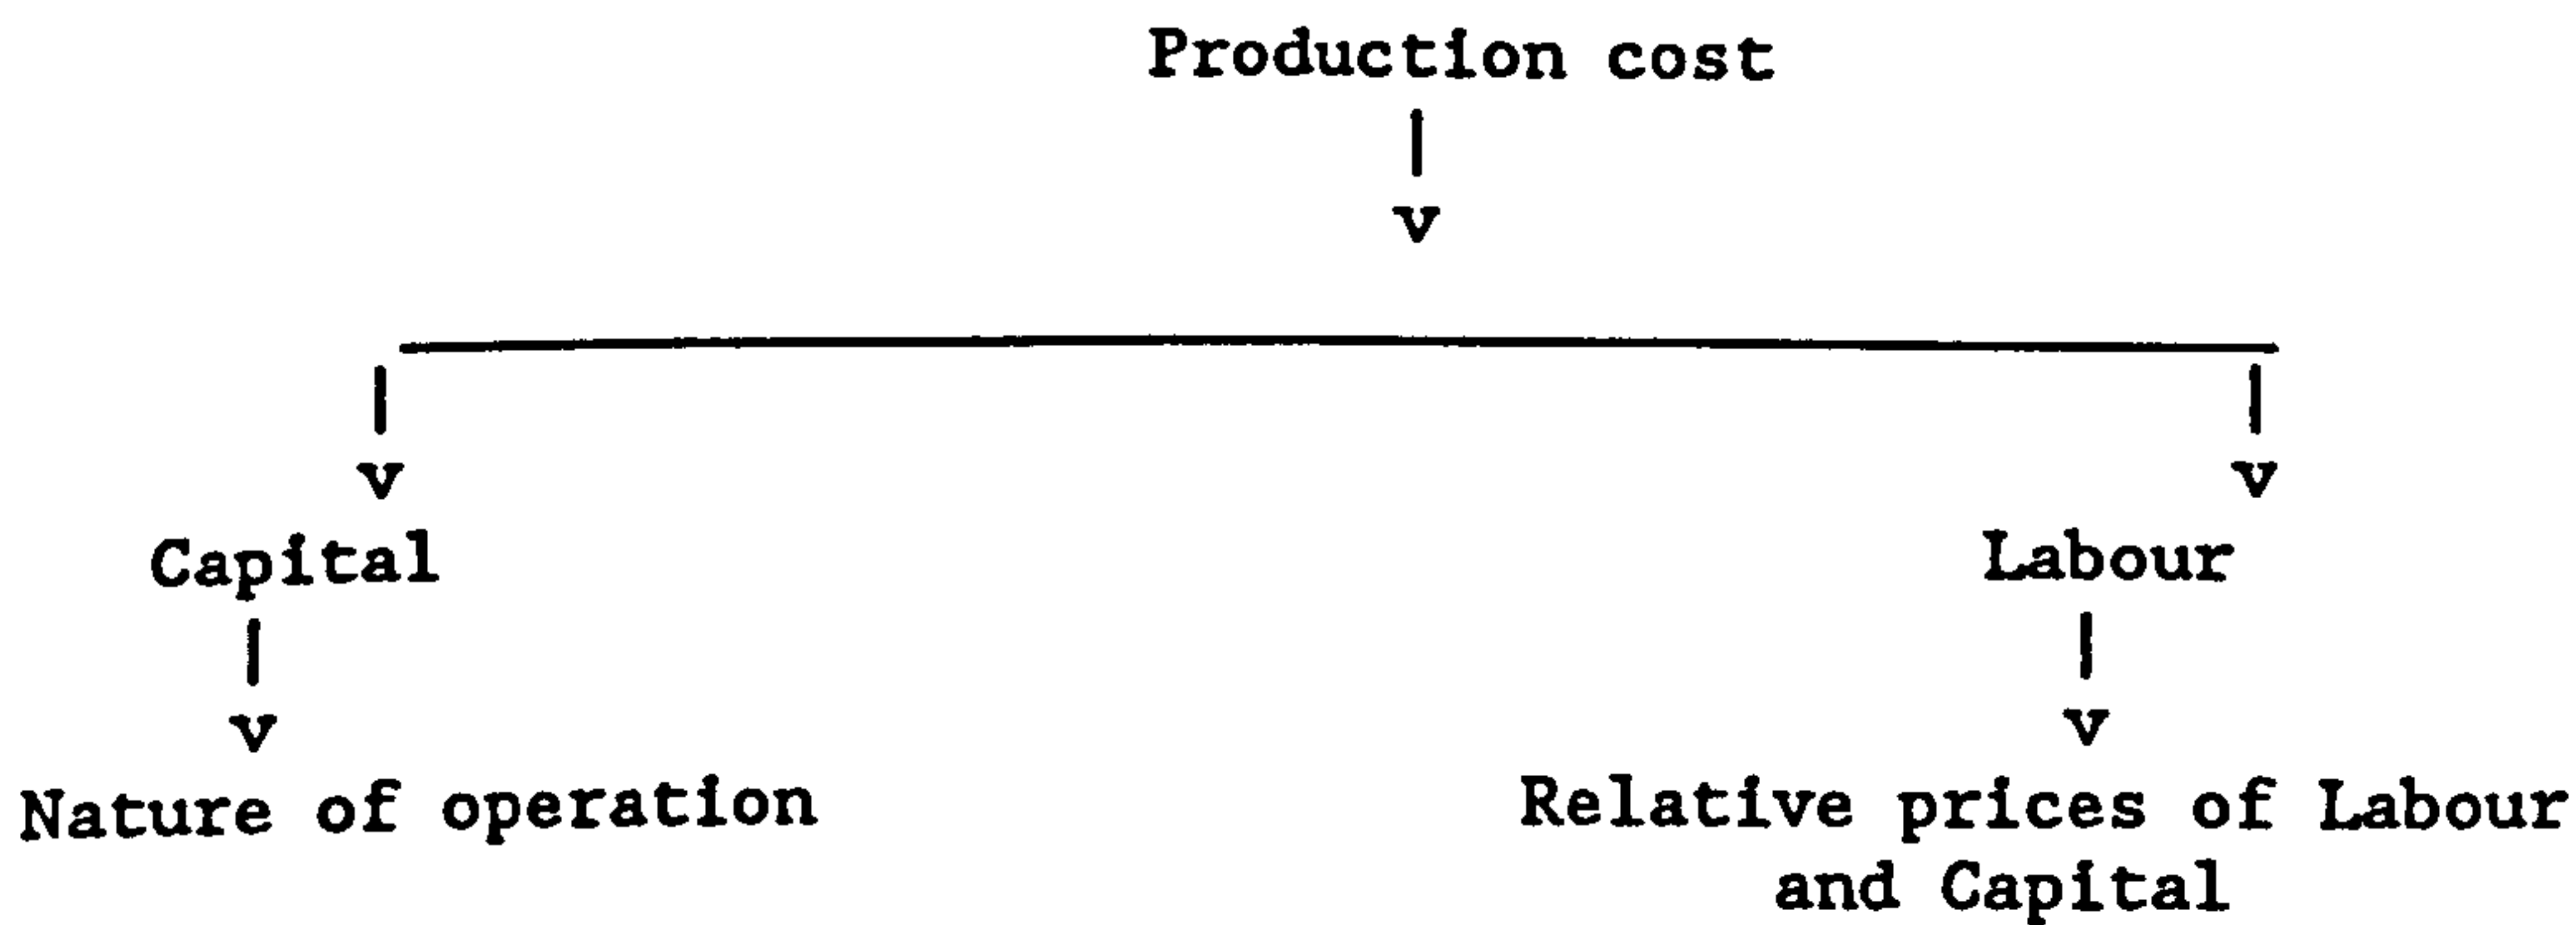 Production cost
Capital
Labour
Nature of operation
Relative prices of Labour
and Capital